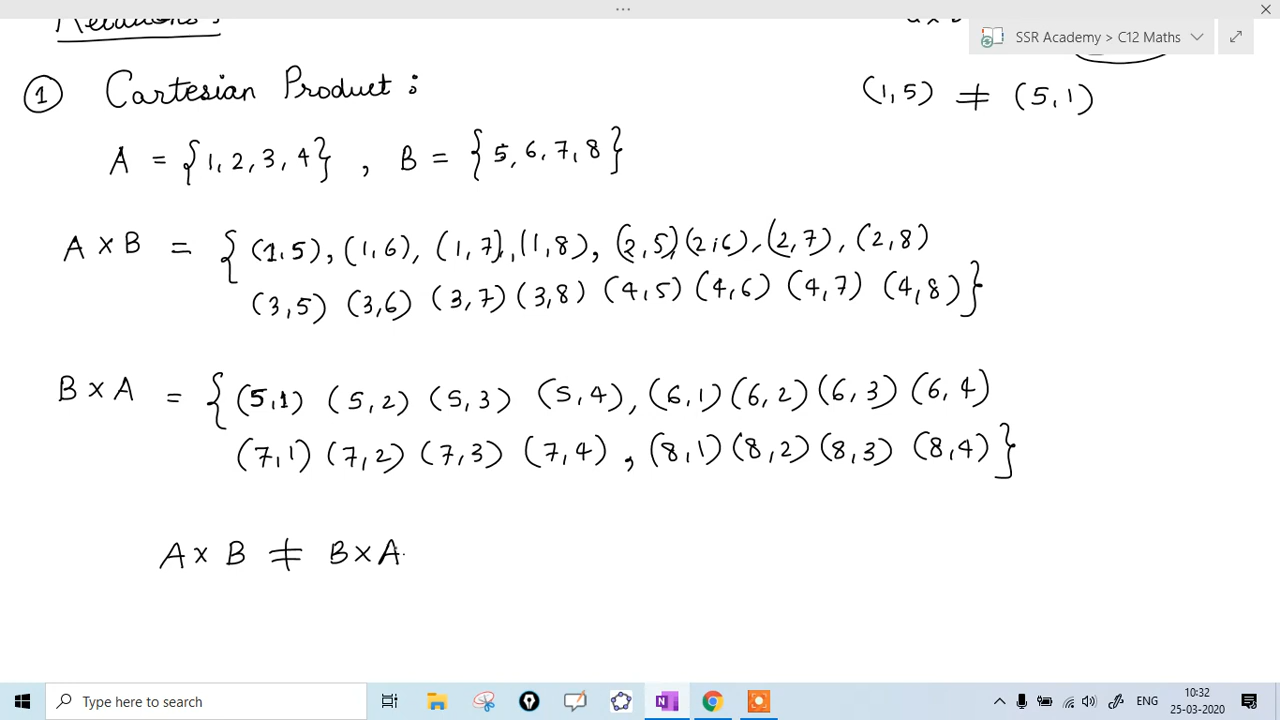 ...
Relations :
SSR Academy > C12 Maths
(1,5) ≠ (5,1)
① Cartesian Product :
A = {1, 2, 3, 4} , B = {5, 6, 7, 8}
A × B = { (1,5), (1,6), (1,7), (1,8), (2,5), (2,6), (2,7), (2,8)
(3,5) (3,6) (3,7) (3,8) (4,5) (4,6) (4,7) (4,8) }
B × A = { (5,1) (5,2) (5,3) (5,4), (6,1) (6,2) (6,3) (6,4)
(7,1) (7,2) (7,3) (7,4) , (8,1) (8,2) (8,3) (8,4) }
A × B ≠ B × A
Type here to search
ENG
10:32
25-03-2020